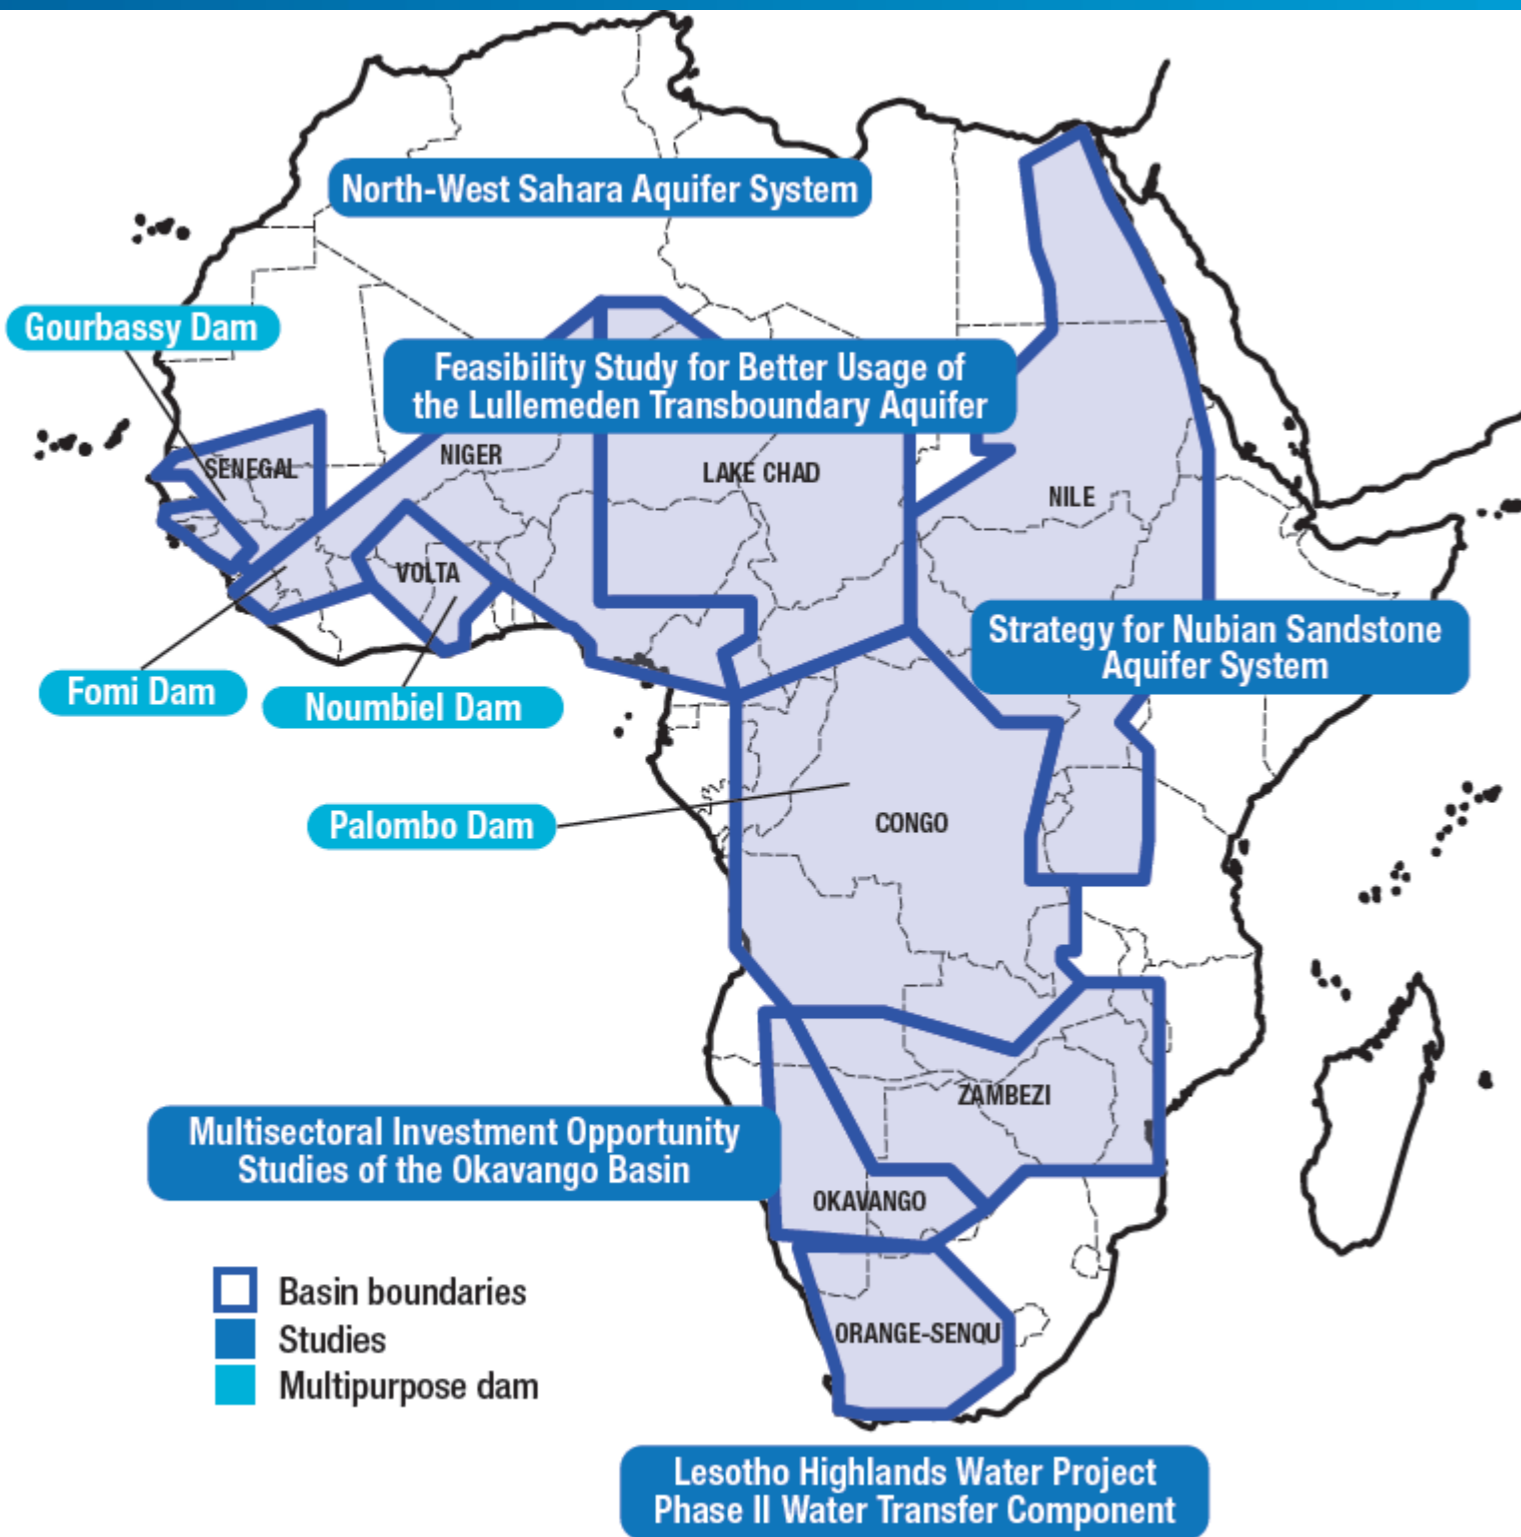 North-West Sahara Aquifer System
Gourbassy Dam
Feasibility Study for Better Usage of
the Lullemeden Transboundary Aquifer
SENEGAL
NIGER
LAKE CHAD
NILE
VOLTA
Strategy for Nubian Sandstone
Aquifer System
Fomi Dam
Noumbiel Dam
Palombo Dam
CONGO
ZAMBEZI
Multisectoral Investment Opportunity
Studies of the Okavango Basin
OKAVANGO
Basin boundaries
Studies
Multipurpose dam
ORANGE-SENQU
Lesotho Highlands Water Project
Phase II Water Transfer Component